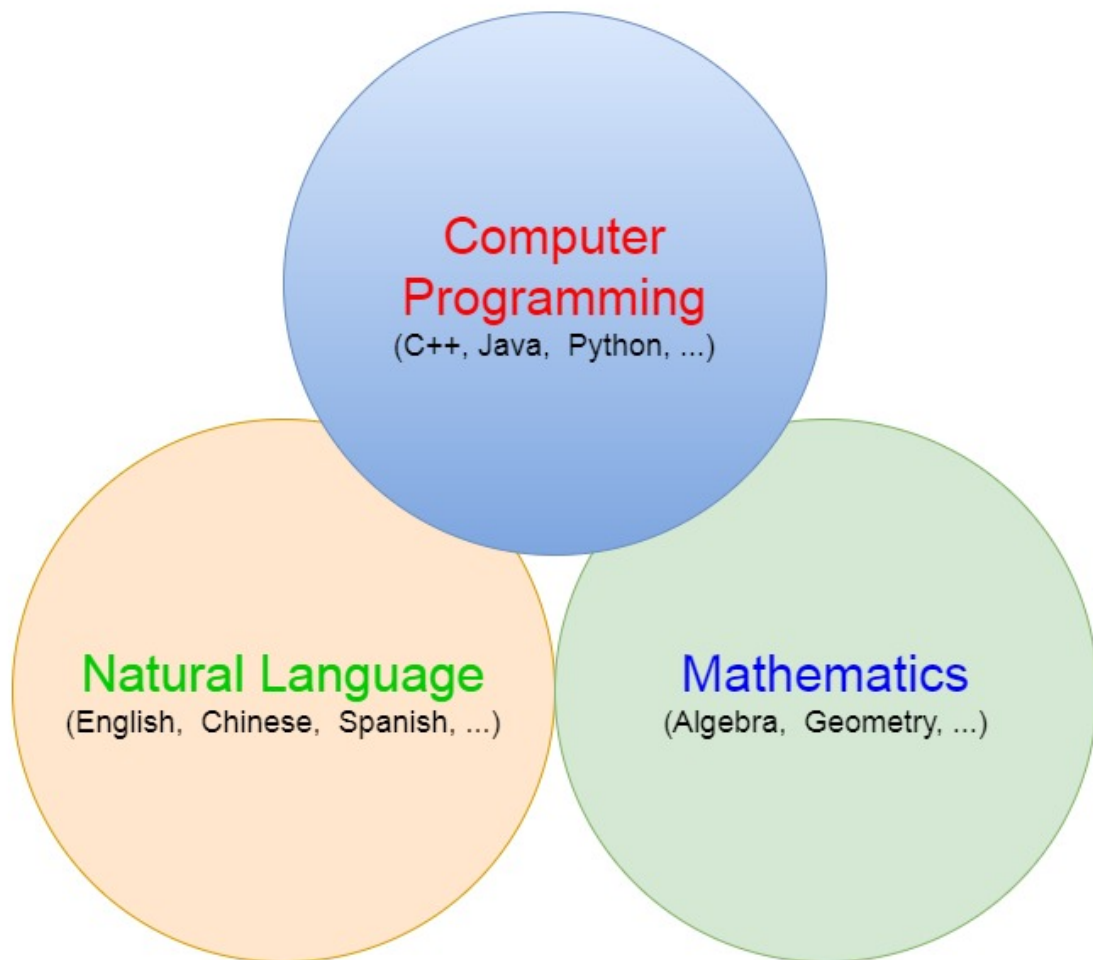 Computer
Programming
(C++, Java, Python, ...)
Natural Language
(English, Chinese, Spanish, ...)
Mathematics
(Algebra, Geometry, ...)